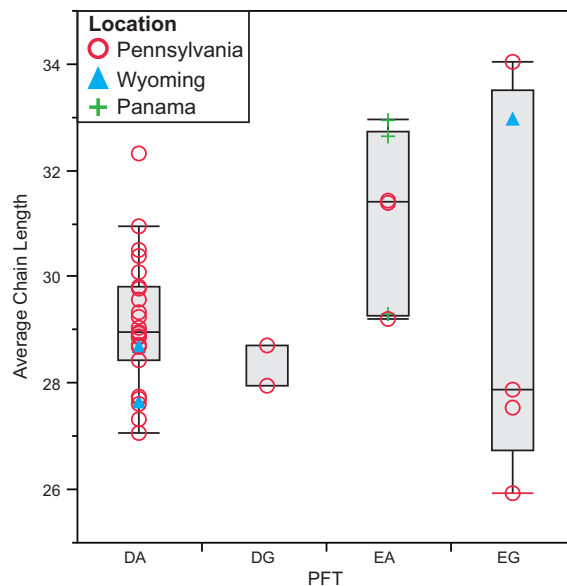 Location
Pennsylvania
Wyoming
Panama
34
32
30
28
26
Average Chain Length
DA DG EA EG
PFT